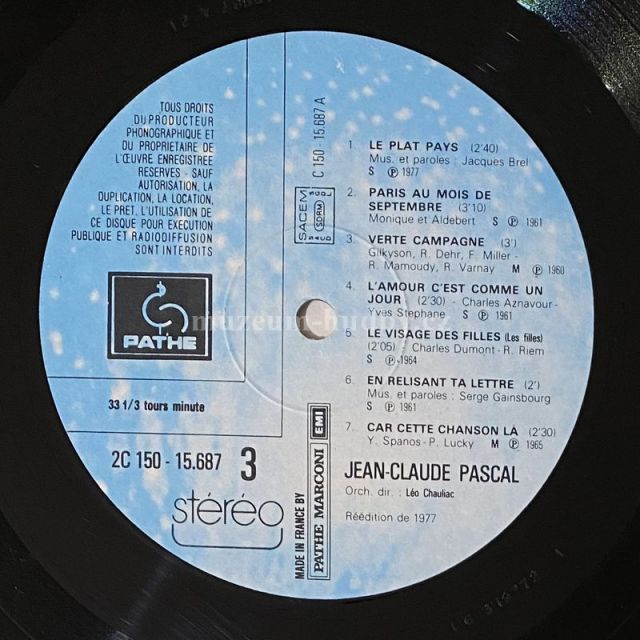 TOUS DROITS
DU PRODUCTEUR
PHONOGRAPHIQUE ET
DU PROPRIETAIRE DE
L'ŒUVRE ENREGISTREE
RESERVES - SAUF
AUTORISATION, LA
DUPLICATION, LA LOCATION,
LE PRET, L'UTILISATION DE
CE DISQUE POUR EXECUTION
PUBLIQUE ET RADIODIFFUSION
SONT INTERDITS
PATHE
33 1/3 tours minute
2C 150 - 15.687 3
stéréo
C 150 - 15.687 A
SACEM
SDRM
MADE IN FRANCE BY
PATHE MARCONI EMI
1. LE PLAT PAYS (2'40)
Mus. et paroles : Jacques Brel
S Ⓟ 1977
2. PARIS AU MOIS DE
SEPTEMBRE (3'10)
Monique et Aldebert S Ⓟ 1961
3. VERTE CAMPAGNE (3')
Gilkyson, R. Dehr, F. Miller -
R. Mamoudy, R. Varnay M Ⓟ 1960
4. L'AMOUR C'EST COMME UN
JOUR (2'30) - Charles Aznavour-
Yves Stephane S Ⓟ 1961
5. LE VISAGE DES FILLES (Les filles)
(2'05) - Charles Dumont - R. Riem
S Ⓟ 1964
6. EN RELISANT TA LETTRE (2')
Mus. et paroles : Serge Gainsbourg
S Ⓟ 1961
7. CAR CETTE CHANSON LA (2'30)
Y. Spanos-P. Lucky M Ⓟ 1965
JEAN-CLAUDE PASCAL
Orch. dir. : Léo Chauliac
Réédition de 1977